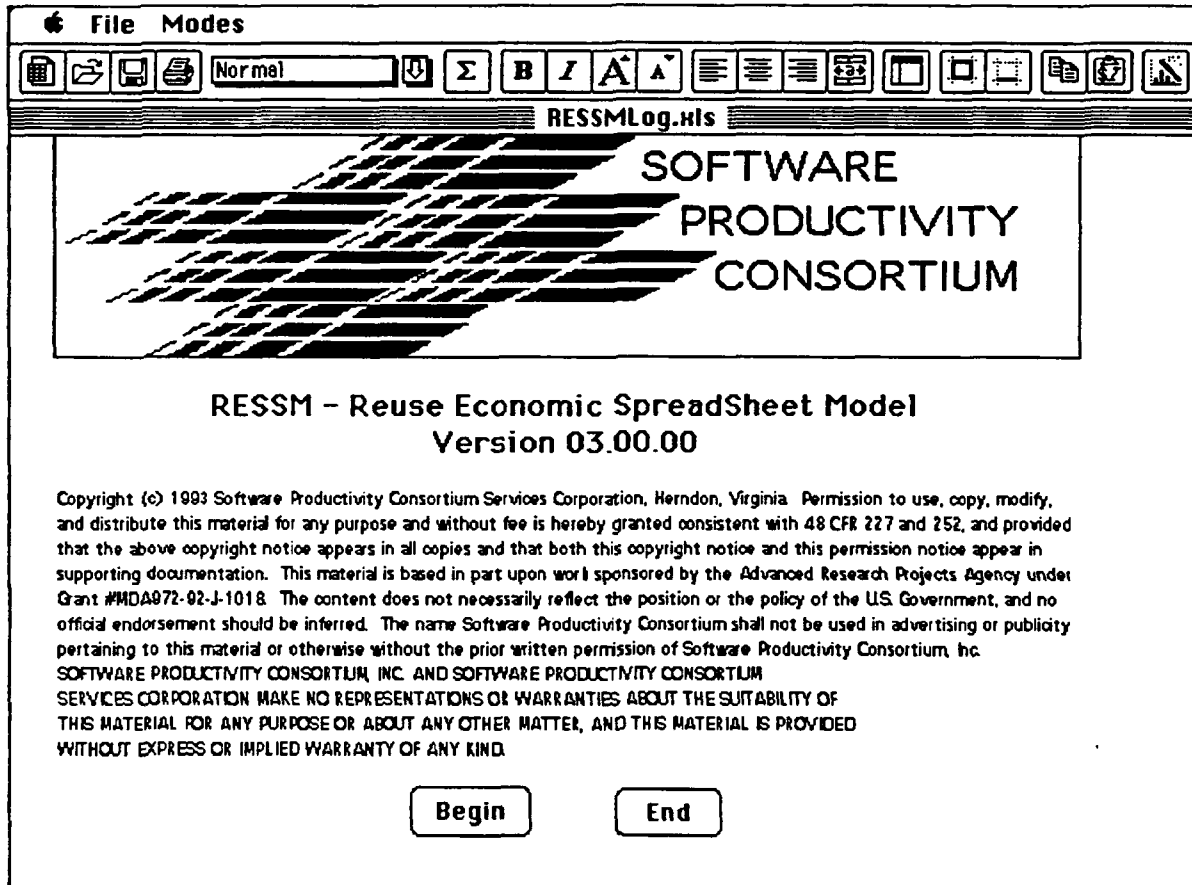 File Modes
Normal Σ B I A A
RESSMLog.xls
SOFTWARE
PRODUCTIVITY
CONSORTIUM
RESSM - Reuse Economic SpreadSheet Model
Version 03.00.00
Copyright (c) 1993 Software Productivity Consortium Services Corporation, Herndon, Virginia. Permission to use, copy, modify,
and distribute this material for any purpose and without fee is hereby granted consistent with 48 CFR 227 and 252, and provided
that the above copyright notice appears in all copies and that both this copyright notice and this permission notice appear in
supporting documentation. This material is based in part upon work sponsored by the Advanced Research Projects Agency under
Grant #MDA972-92-J-1018. The content does not necessarily reflect the position or the policy of the U.S. Government, and no
official endorsement should be inferred. The name Software Productivity Consortium shall not be used in advertising or publicity
pertaining to this material or otherwise without the prior written permission of Software Productivity Consortium, Inc.
SOFTWARE PRODUCTIVITY CONSORTIUM, INC. AND SOFTWARE PRODUCTIVITY CONSORTIUM
SERVICES CORPORATION MAKE NO REPRESENTATIONS OR WARRANTIES ABOUT THE SUITABILITY OF
THIS MATERIAL FOR ANY PURPOSE OR ABOUT ANY OTHER MATTER, AND THIS MATERIAL IS PROVIDED
WITHOUT EXPRESS OR IMPLIED WARRANTY OF ANY KIND.
Begin End